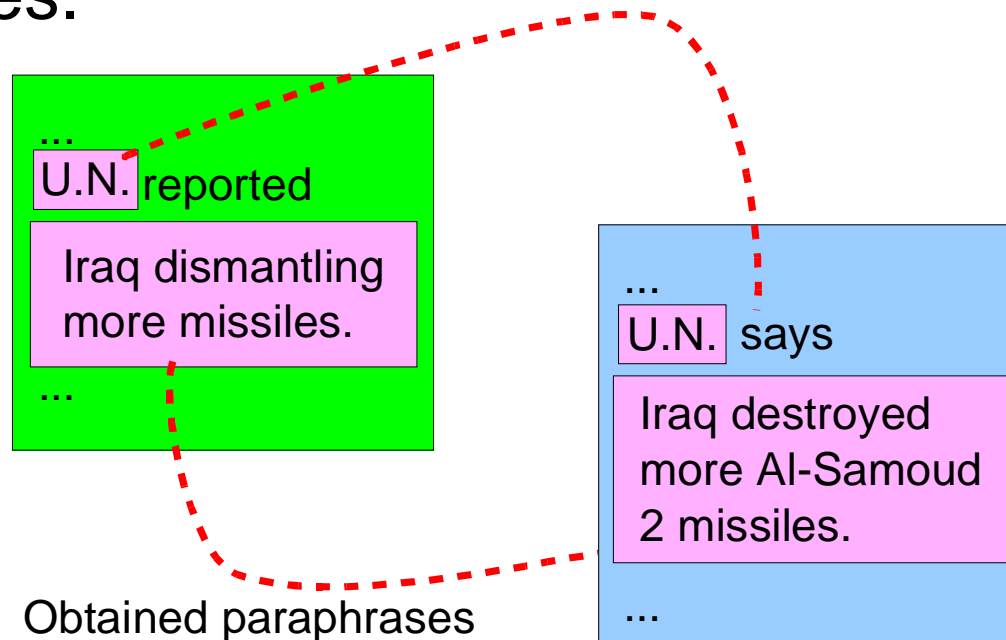 ...
U.N. reported
Iraq dismantling
more missiles.
...
...
U.N. says
Iraq destroyed
more Al-Samoud
2 missiles.
...
Obtained paraphrases